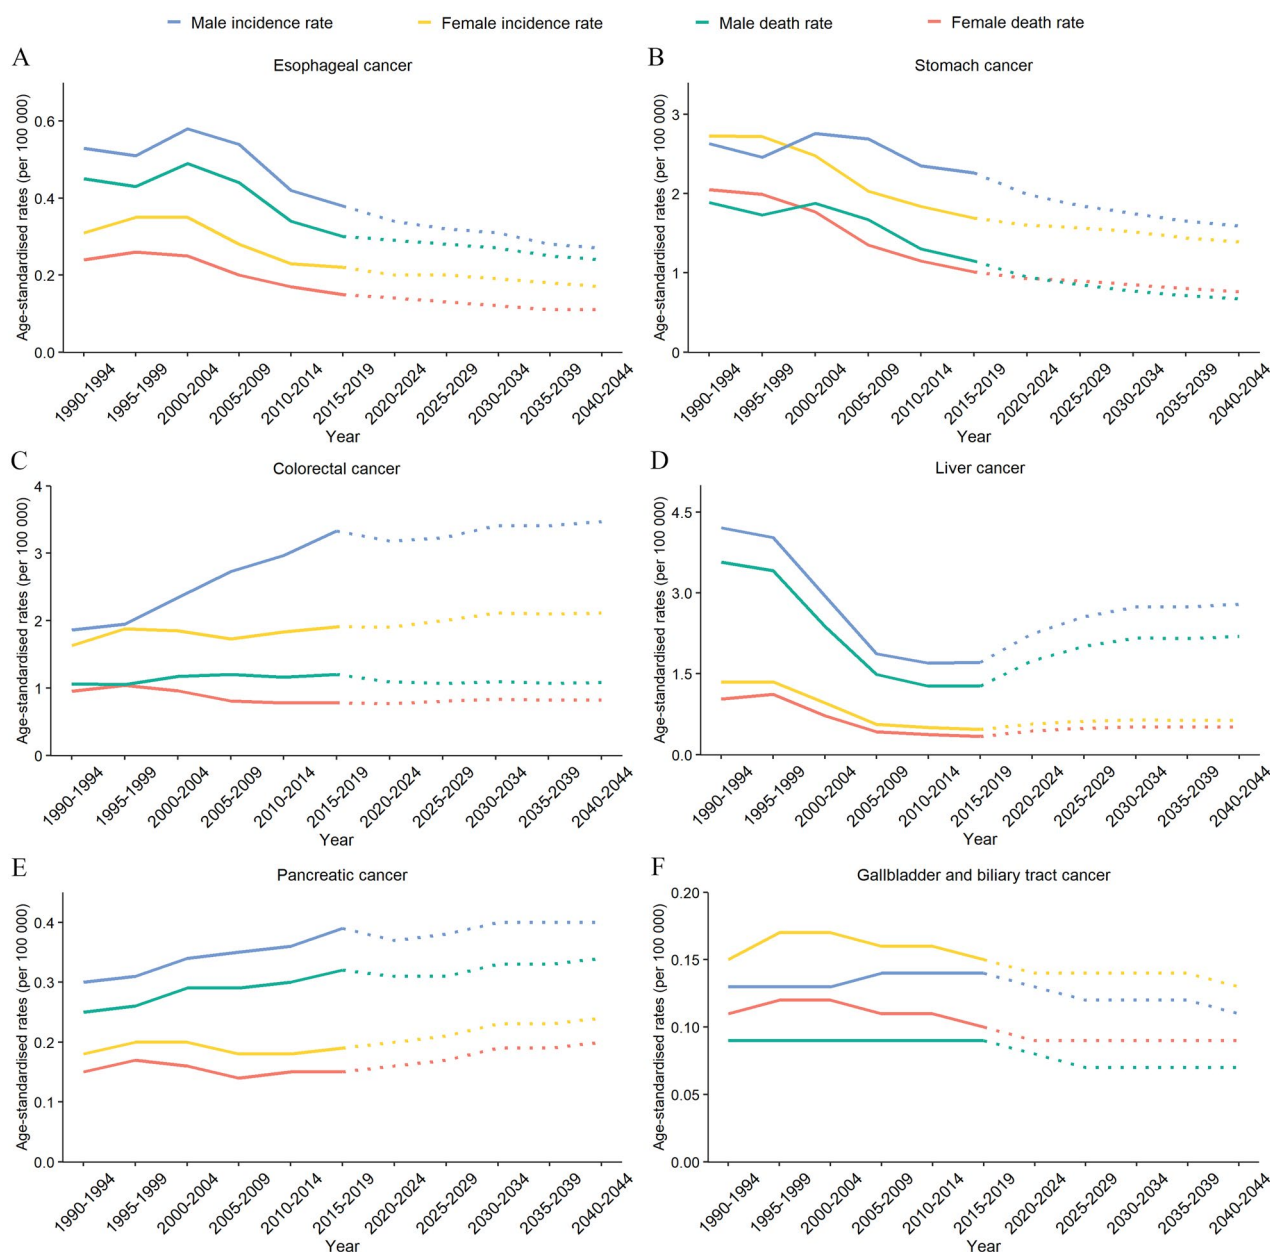 Male incidence rate Female incidence rate Male death rate Female death rate
A
Esophageal cancer
Age-standardised rates (per 100 000)
0.6
0.4
0.2
0.0
1990-1994 1995-1999 2000-2004 2005-2009 2010-2014 2015-2019 2020-2024 2025-2029 2030-2034 2035-2039 2040-2044
Year
B
Stomach cancer
Age-standardised rates (per 100 000)
3
2
1
0
1990-1994 1995-1999 2000-2004 2005-2009 2010-2014 2015-2019 2020-2024 2025-2029 2030-2034 2035-2039 2040-2044
Year
C
Colorectal cancer
Age-standardised rates (per 100 000)
4
3
2
1
0
1990-1994 1995-1999 2000-2004 2005-2009 2010-2014 2015-2019 2020-2024 2025-2029 2030-2034 2035-2039 2040-2044
Year
D
Liver cancer
Age-standardised rates (per 100 000)
4.5
3.0
1.5
0.0
1990-1994 1995-1999 2000-2004 2005-2009 2010-2014 2015-2019 2020-2024 2025-2029 2030-2034 2035-2039 2040-2044
Year
E
Pancreatic cancer
Age-standardised rates (per 100 000)
0.4
0.3
0.2
0.1
0.0
1990-1994 1995-1999 2000-2004 2005-2009 2010-2014 2015-2019 2020-2024 2025-2029 2030-2034 2035-2039 2040-2044
Year
F
Gallbladder and biliary tract cancer
Age-standardised rates (per 100 000)
0.20
0.15
0.10
0.05
0.00
1990-1994 1995-1999 2000-2004 2005-2009 2010-2014 2015-2019 2020-2024 2025-2029 2030-2034 2035-2039 2040-2044
Year